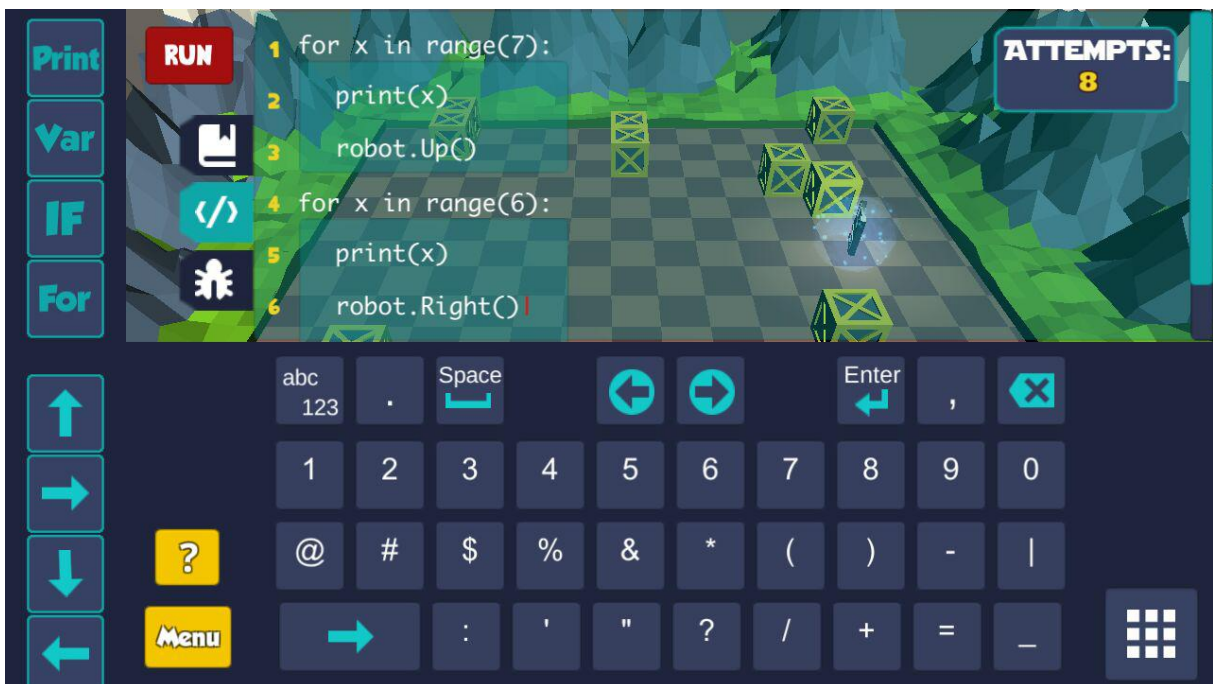 Print
Var
IF
For
RUN
1 for x in range(7):
2 print(x)
3 robot.Up()
4 for x in range(6):
5 print(x)
6 robot.Right()
ATTEMPTS:
8
abc
123
.
Space
Enter
,
1 2 3 4 5 6 7 8 9 0
? @ # $ % & * ( ) - |
Menu : ' " ? / + = _